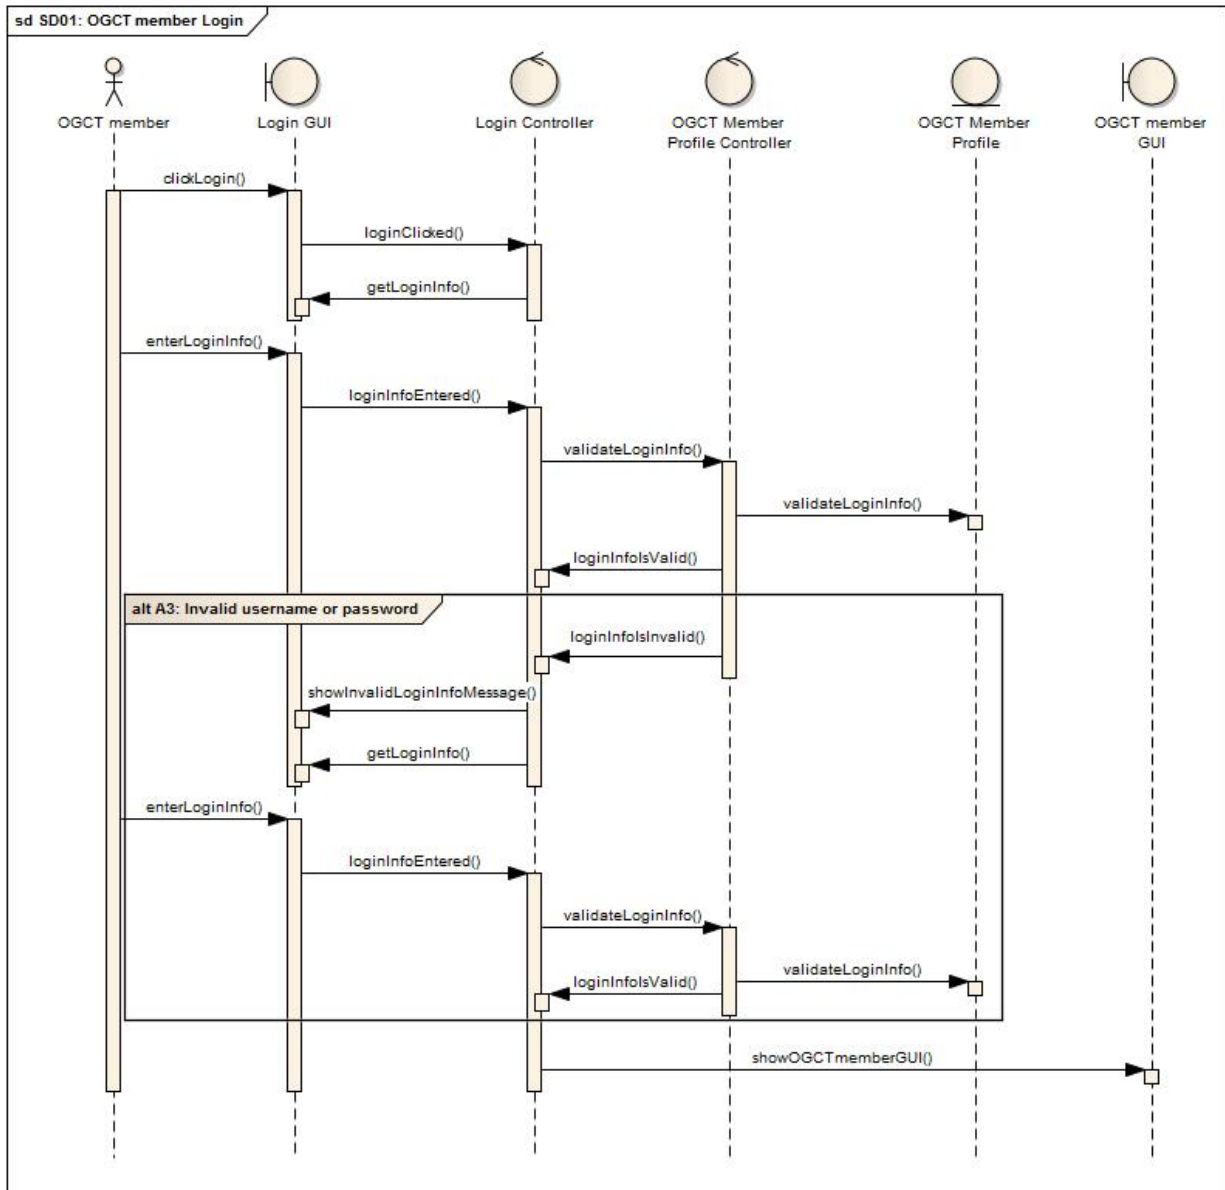 sd SD01: OGCT member Login
OGCT member
Login GUI
Login Controller
OGCT Member
Profile Controller
OGCT Member
Profile
OGCT member
GUI
clickLogin()
loginClicked()
getLoginInfo()
enterLoginInfo()
loginInfoEntered()
validateLoginInfo()
validateLoginInfo()
loginInfoIsValid()
alt A3: Invalid username or password
loginInfoIsInvalid()
showInvalidLoginInfoMessage()
getLoginInfo()
enterLoginInfo()
loginInfoEntered()
validateLoginInfo()
validateLoginInfo()
loginInfoIsValid()
showOGCTmemberGUI()